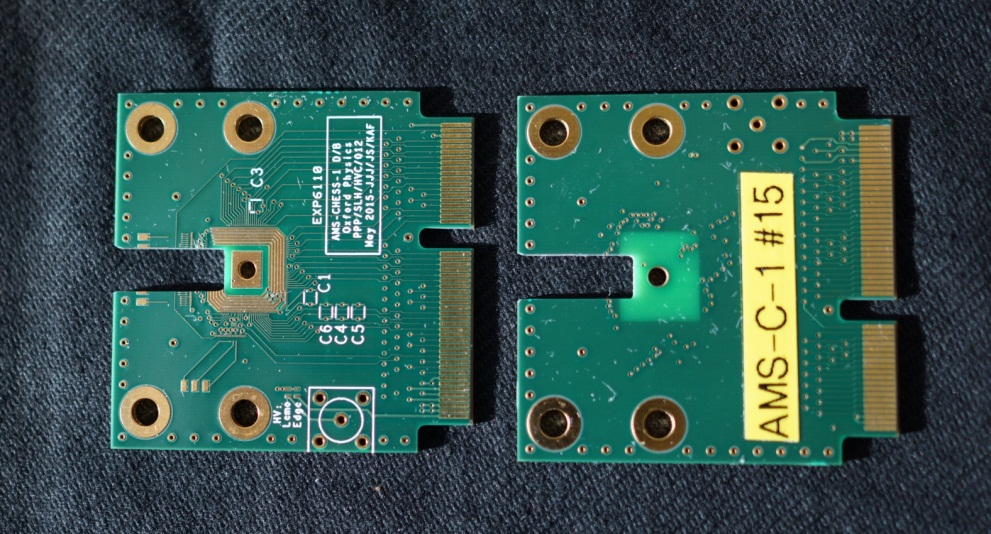 C3
EXP6110
AMS-CHESS-1 D/B
Oxford Physics
PPP/SLH/HVC/012
May 2015-JJJ/JS/KAF
C1
C6
C4
C5
HV:
Lemo
Edge
AMS-C-1 #15